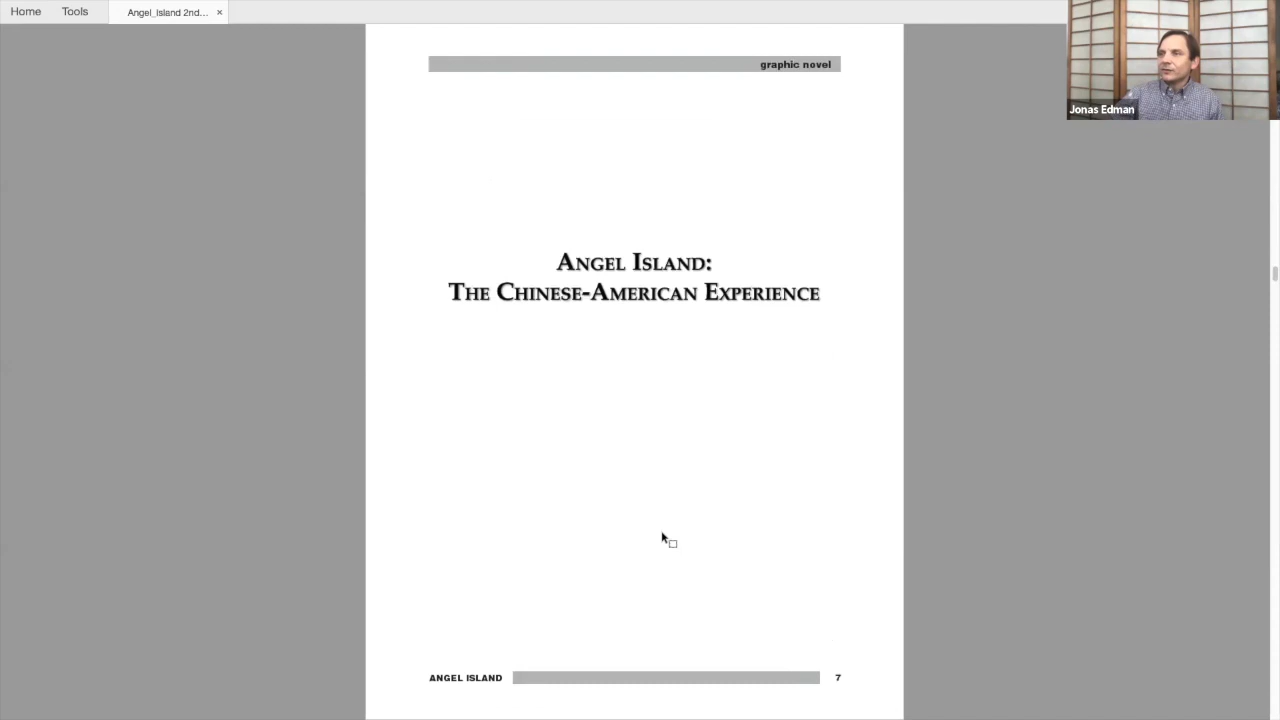 Home Tools Angel_Island 2nd... ×
Jonas Edman
graphic novel
Angel Island:
The Chinese-American Experience
ANGEL ISLAND 7